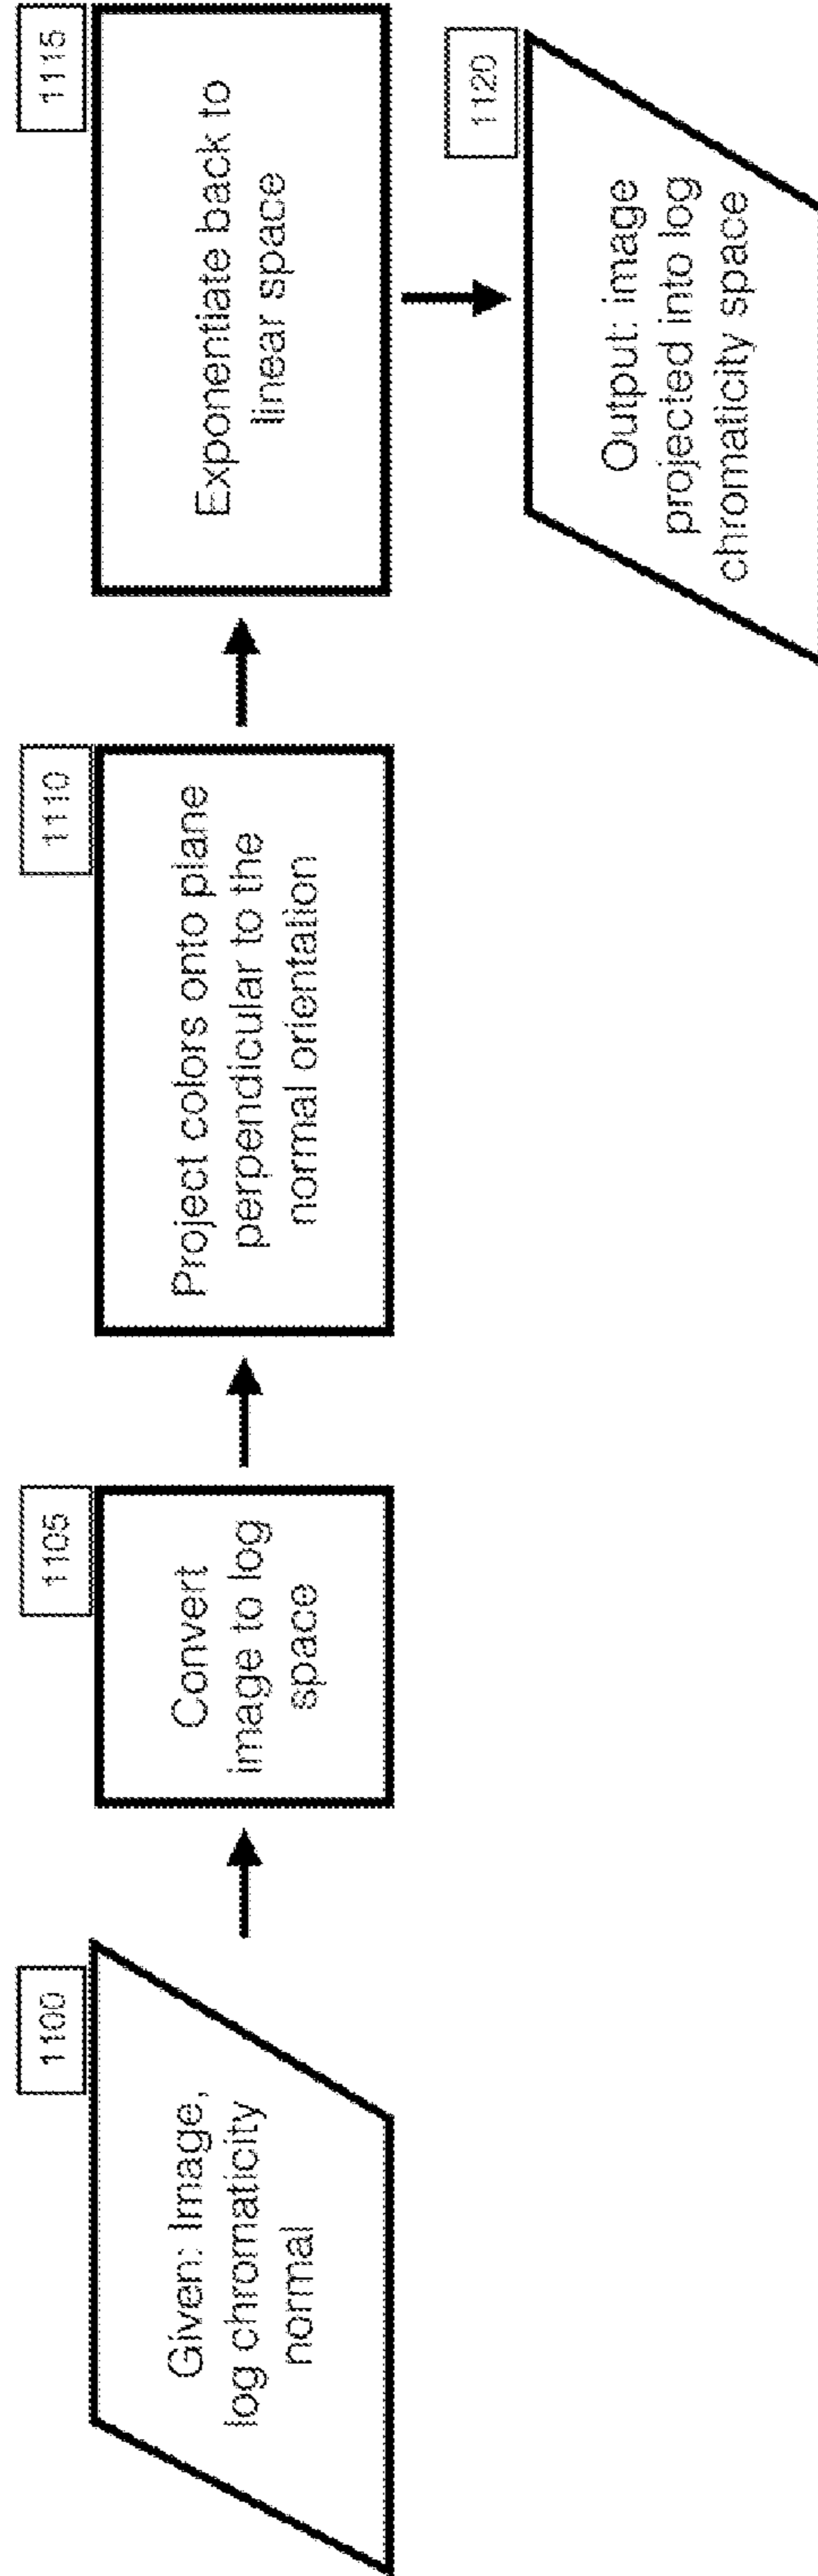 1100
Given: Image,
log chromaticity
normal
1105
Convert
image to log
space
1110
Project colors onto plane
perpendicular to the
normal orientation
1115
Exponentiate back to
linear space
1120
Output: image
projected into log
chromaticity space